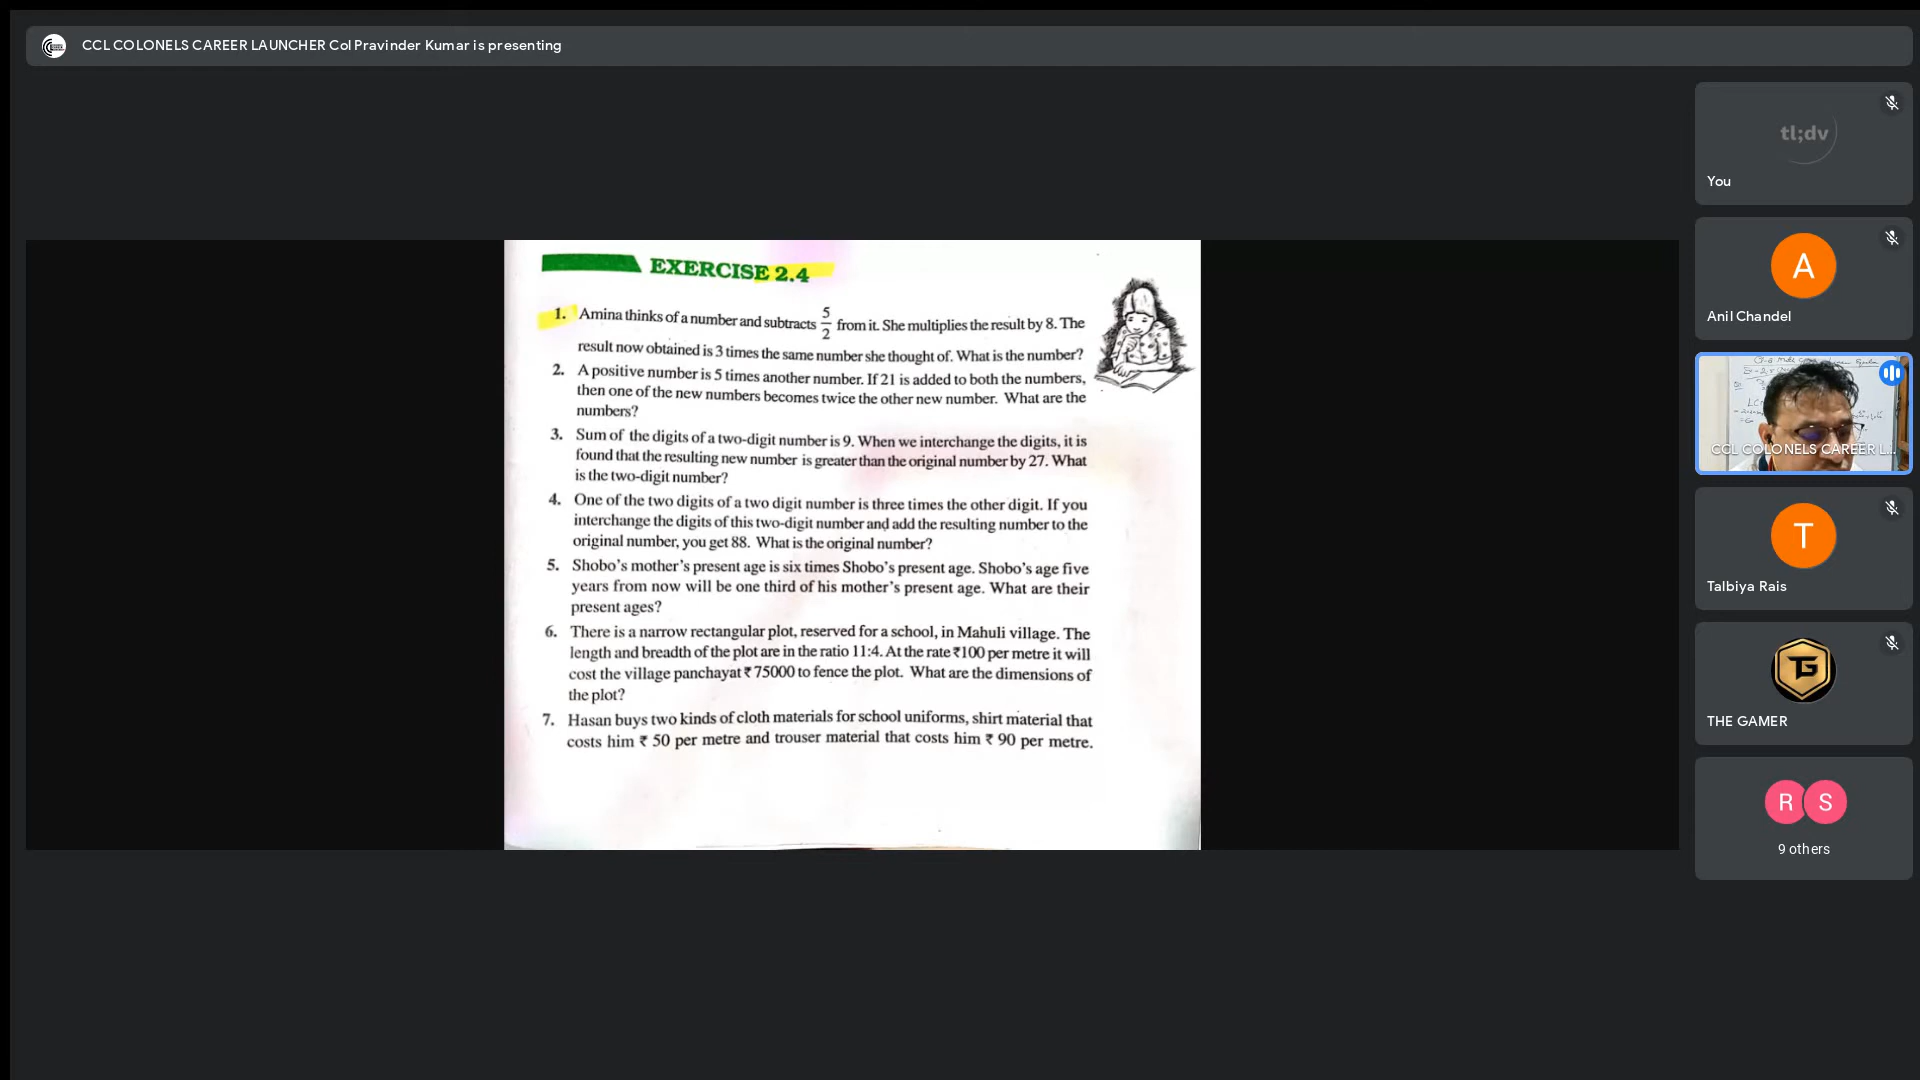 CCL COLONELS CAREER LAUNCHER Col Pravinder Kumar is presenting
EXERCISE 2.4
1. Amina thinks of a number and subtracts 5/2 from it. She multiplies the result by 8. The
result now obtained is 3 times the same number she thought of. What is the number?
2. A positive number is 5 times another number. If 21 is added to both the numbers,
then one of the new numbers becomes twice the other new number. What are the
numbers?
3. Sum of the digits of a two-digit number is 9. When we interchange the digits, it is
found that the resulting new number is greater than the original number by 27. What
is the two-digit number?
4. One of the two digits of a two digit number is three times the other digit. If you
interchange the digits of this two-digit number and add the resulting number to the
original number, you get 88. What is the original number?
5. Shobo's mother's present age is six times Shobo's present age. Shobo's age five
years from now will be one third of his mother's present age. What are their
present ages?
6. There is a narrow rectangular plot, reserved for a school, in Mahuli village. The
length and breadth of the plot are in the ratio 11:4. At the rate ₹100 per metre it will
cost the village panchayat ₹ 75000 to fence the plot. What are the dimensions of
the plot?
7. Hasan buys two kinds of cloth materials for school uniforms, shirt material that
costs him ₹ 50 per metre and trouser material that costs him ₹ 90 per metre.
tl;dv
You
A
Anil Chandel
CCL COLONELS CAREER L...
T
Talbiya Rais
TG
THE GAMER
R S
9 others